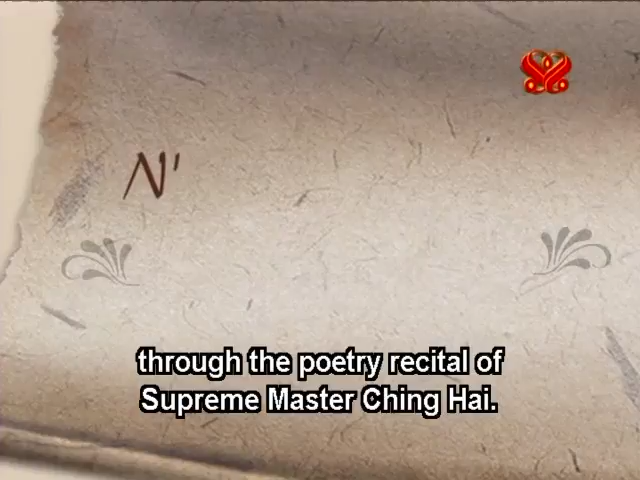 N'
through the poetry recital of
Supreme Master Ching Hai.